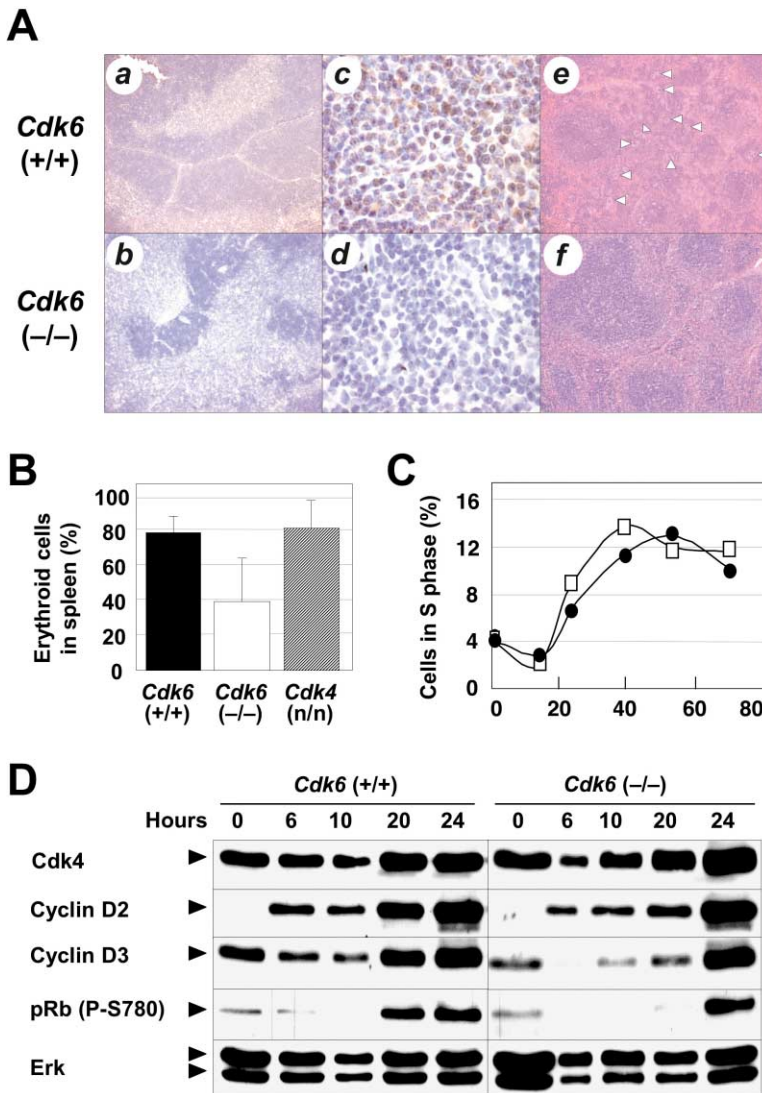 A
Cdk6
(+/+)
a
c
e
Cdk6
(–/–)
b
d
f
B
Erythroid cells
in spleen (%)
100
80
60
40
80
0
Cdk6
(+/+)
Cdk6
(–/–)
Cdk4
(n/n)
C
Cells in S phase (%)
16
12
8
4
0
0
20
40
60
80
D
Cdk6 (+/+)
Cdk6 (–/–)
Hours 0 6 10 20 24 0 6 10 20 24
Cdk4
Cyclin D2
Cyclin D3
pRb (P-S780)
Erk